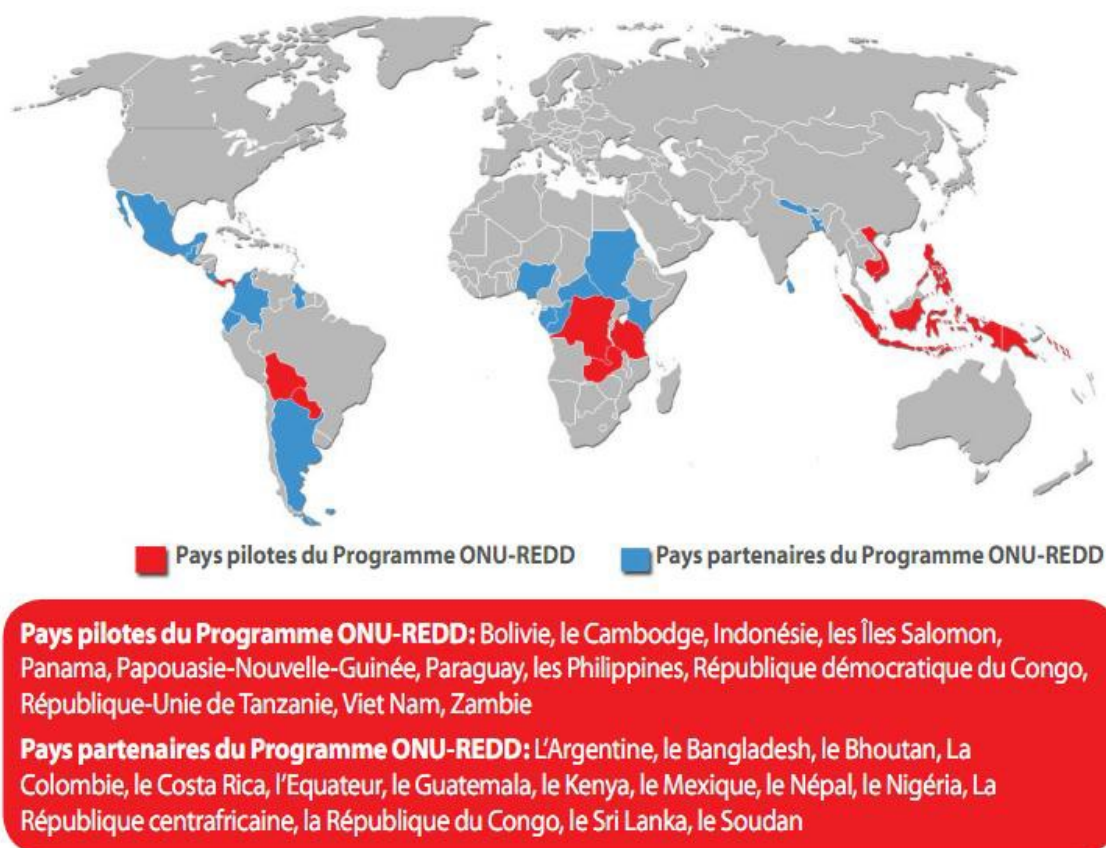 Pays pilotes du Programme ONU-REDD
Pays partenaires du Programme ONU-REDD
Pays pilotes du Programme ONU-REDD: Bolivie, le Cambodge, Indonésie, les Îles Salomon,
Panama, Papouasie-Nouvelle-Guinée, Paraguay, les Philippines, République démocratique du Congo,
République-Unie de Tanzanie, Viet Nam, Zambie
Pays partenaires du Programme ONU-REDD: L'Argentine, le Bangladesh, le Bhoutan, La
Colombie, le Costa Rica, l'Equateur, le Guatemala, le Kenya, le Mexique, le Népal, le Nigéria, La
République centrafricaine, la République du Congo, le Sri Lanka, le Soudan